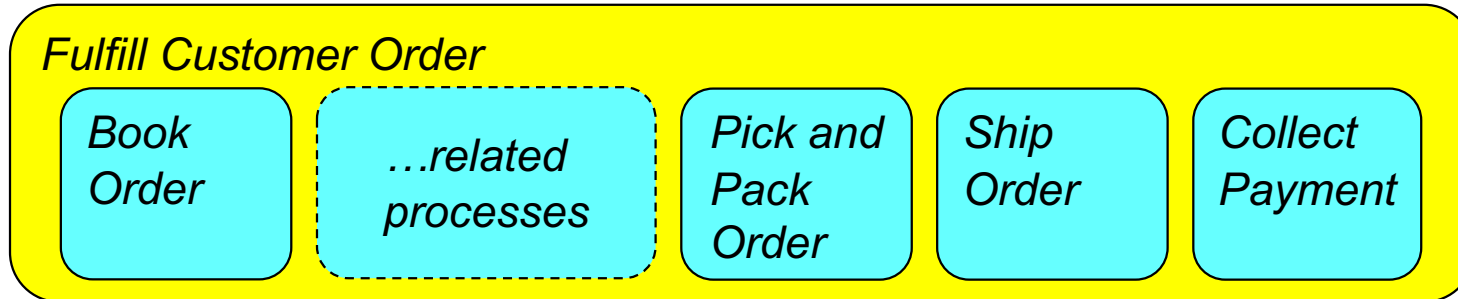 Fulfill Customer Order
Book
Order
…related
processes
Pick and
Pack
Order
Ship
Order
Collect
Payment